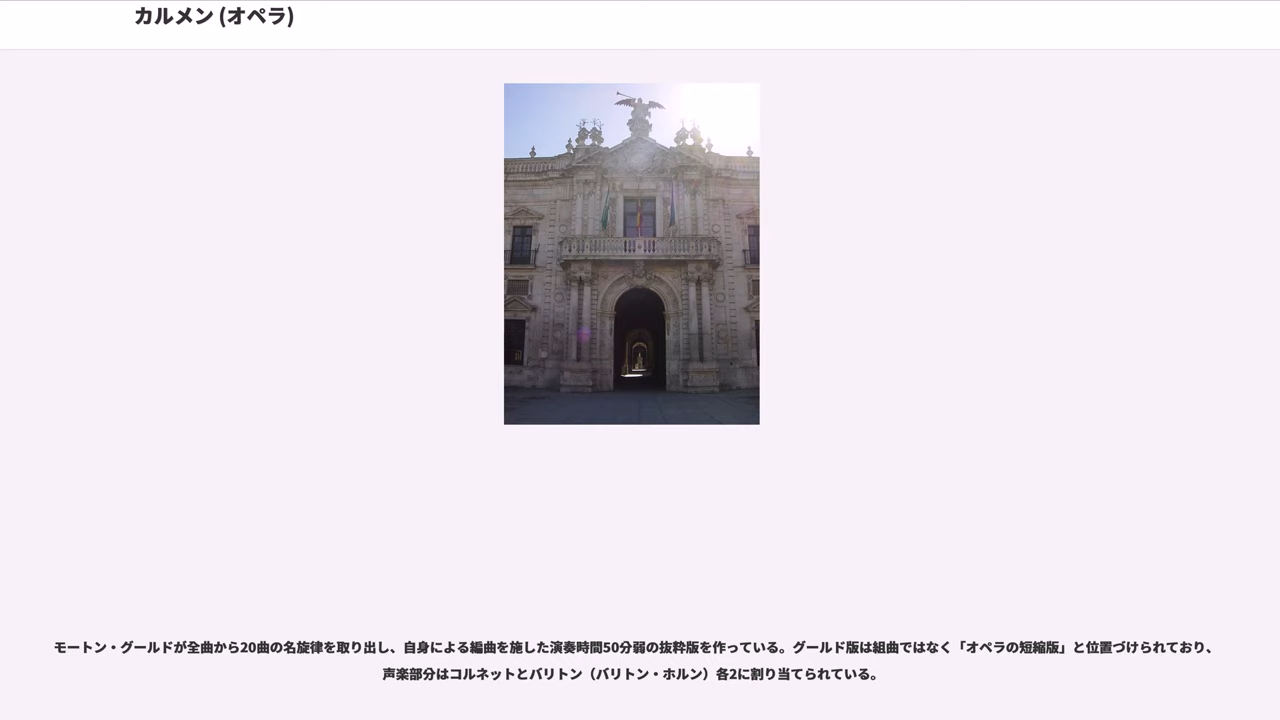 カルメン (オペラ)
モートン・グールドが全曲から20曲の名旋律を取り出し、自身による編曲を施した演奏時間50分弱の抜粋版を作っている。グールド版は組曲ではなく「オペラの短縮版」と位置づけられており、
声楽部分はコルネットとバリトン（バリトン・ホルン）各2に割り当てられている。